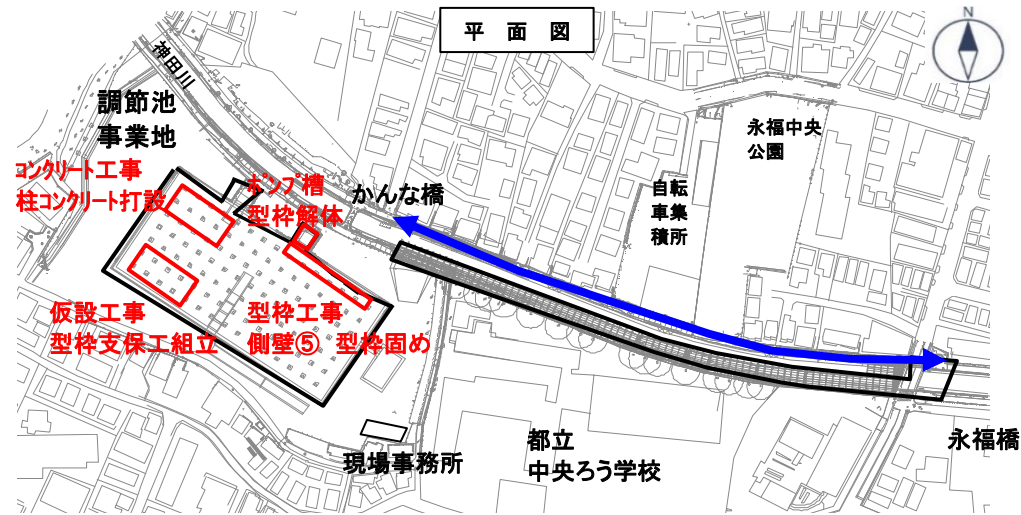 平 面 図
N
神田川
調節池
事業地
コンクリート工事
柱コンクリート打設
ポンプ槽
型枠解体
かんな橋
永福中央
公園
自転
車集
積所
仮設工事
型枠支保工組立
型枠工事
側壁⑤ 型枠固め
現場事務所
都立
中央ろう学校
永福橋